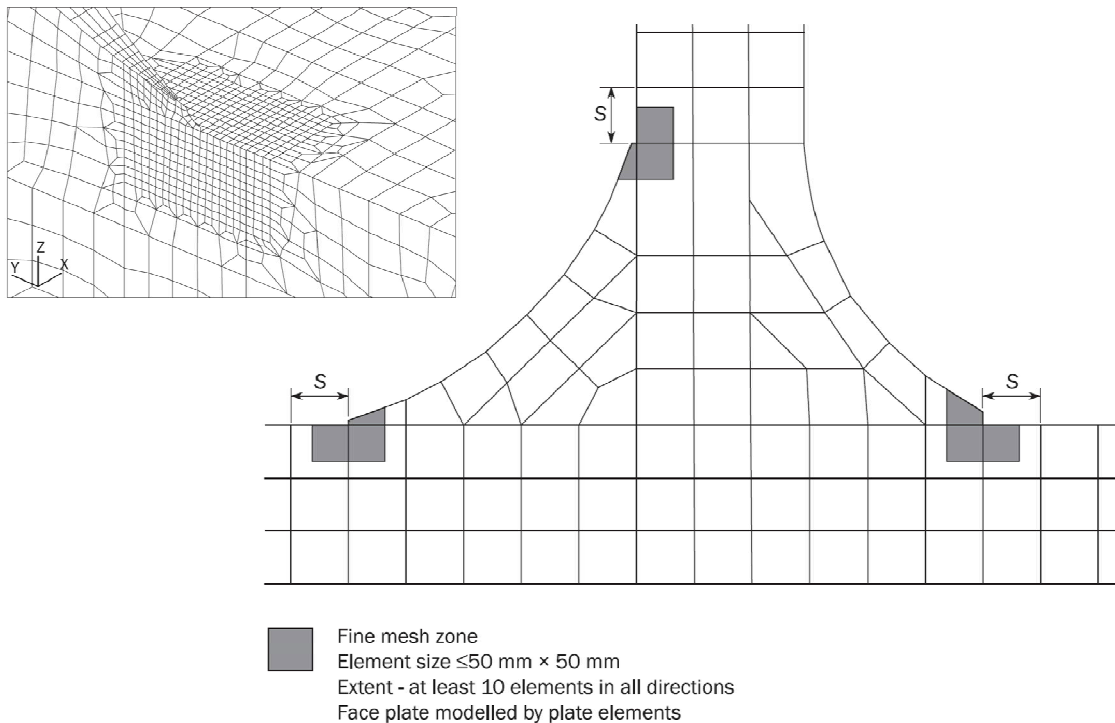 Z
Y
X
S
S
S
Fine mesh zone
Element size ≤50 mm × 50 mm
Extent - at least 10 elements in all directions
Face plate modelled by plate elements